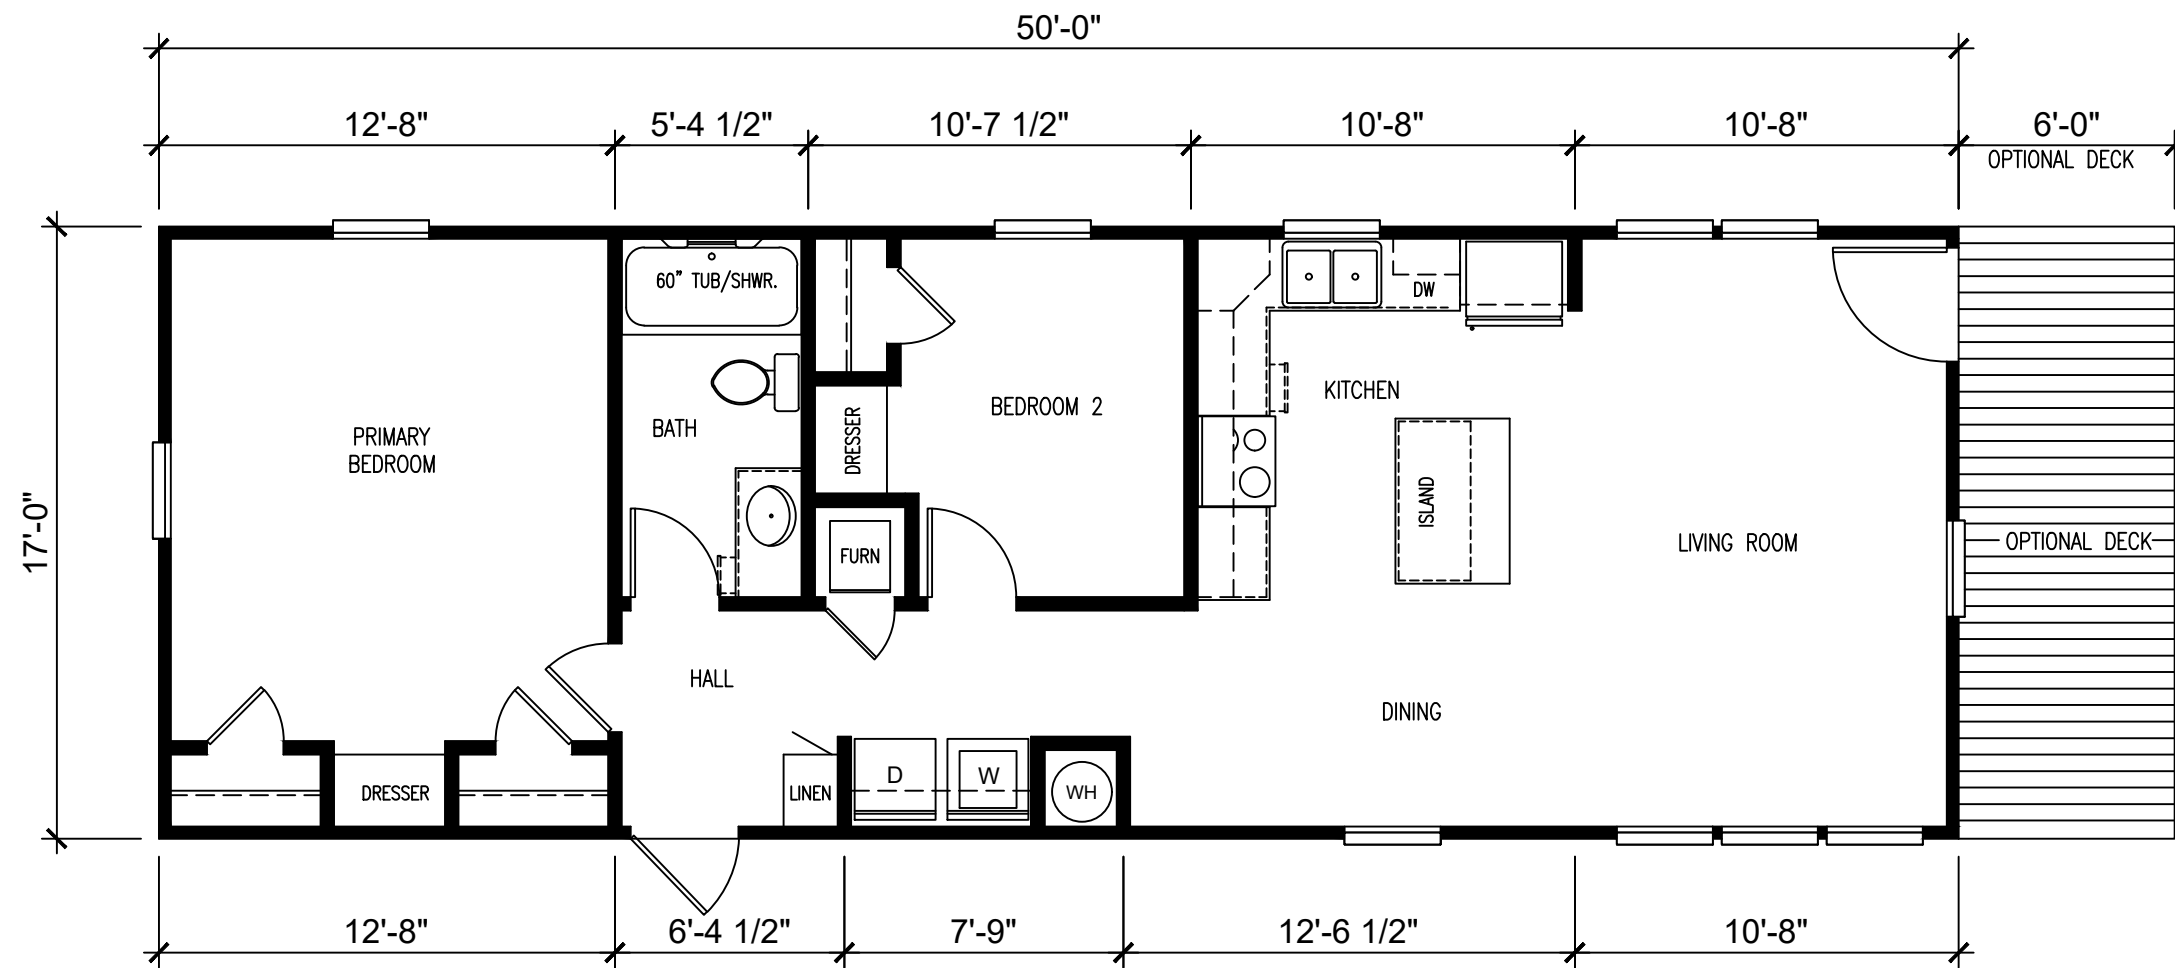 50'-0"
12'-8"
5'-4 1/2"
10'-7 1/2"
10'-8"
10'-8"
6'-0"
OPTIONAL DECK
60" TUB/SHWR.
DW
KITCHEN
BEDROOM 2
BATH
DRESSER
PRIMARY
BEDROOM
17'-0"
ISLAND
FURN
LIVING ROOM
OPTIONAL DECK
HALL
DINING
DRESSER
LINEN
D
W
WH
12'-8"
6'-4 1/2"
7'-9"
12'-6 1/2"
10'-8"